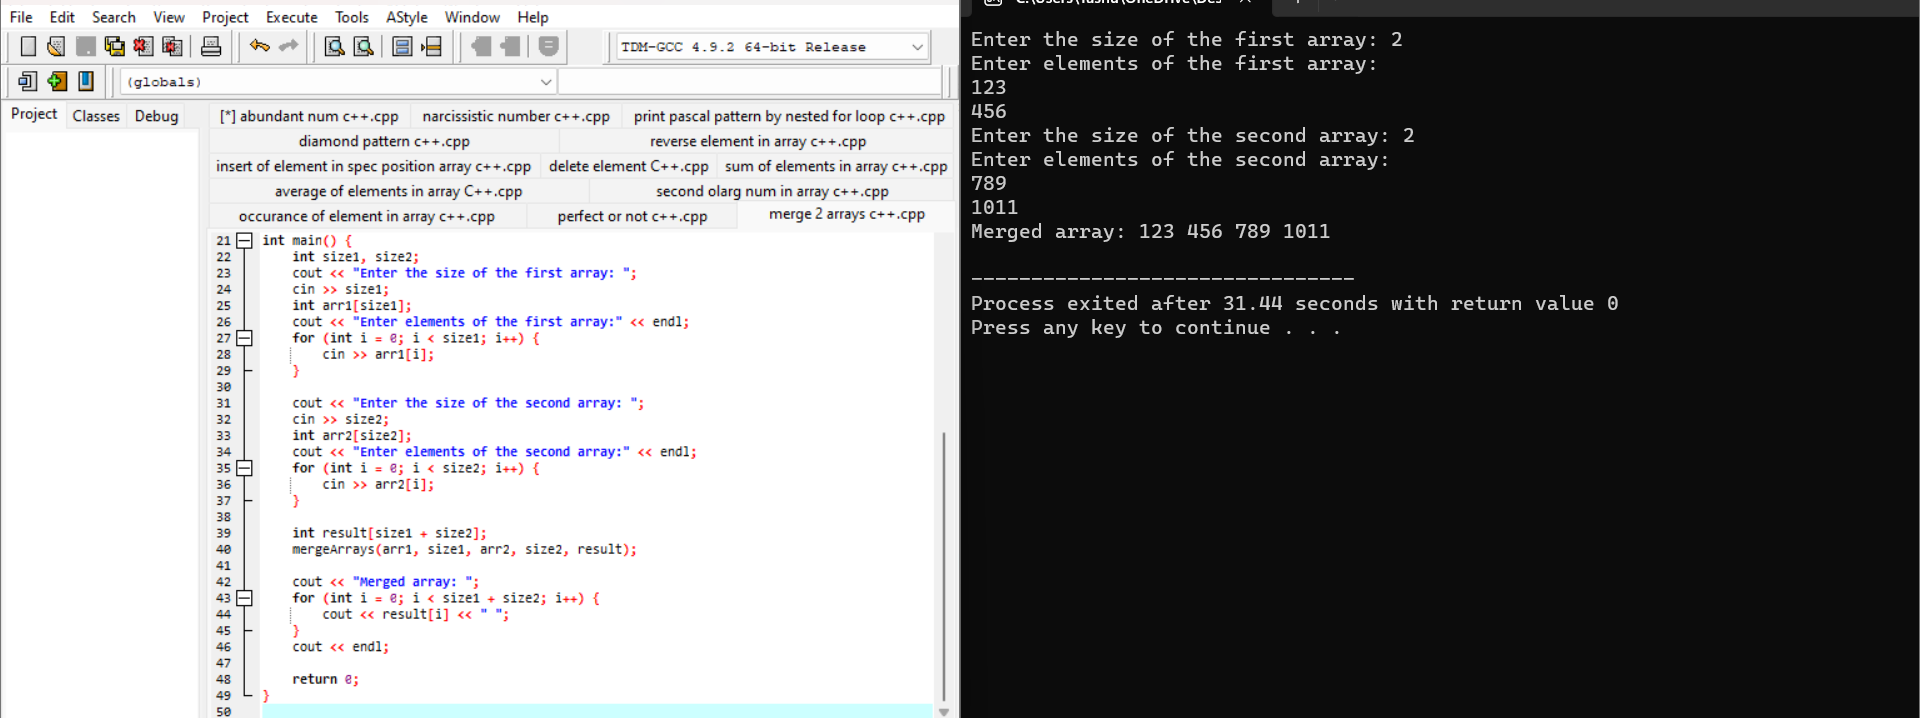 File Edit Search View Project Execute Tools AStyle Window Help
TDM-GCC 4.9.2 64-bit Release
(globals)
Project Classes Debug
[*] abundant num c++.cpp narcissistic number c++.cpp print pascal pattern by nested for loop c++.cpp
diamond pattern c++.cpp reverse element in array c++.cpp
insert of element in spec position array c++.cpp delete element C++.cpp sum of elements in array c++.cpp
average of elements in array C++.cpp second olarg num in array c++.cpp
occurance of element in array c++.cpp perfect or not c++.cpp merge 2 arrays c++.cpp
21 int main() {
22 int size1, size2;
23 cout << "Enter the size of the first array: ";
24 cin >> size1;
25 int arr1[size1];
26 cout << "Enter elements of the first array:" << endl;
27 for (int i = 0; i < size1; i++) {
28 cin >> arr1[i];
29 }
30
31 cout << "Enter the size of the second array: ";
32 cin >> size2;
33 int arr2[size2];
34 cout << "Enter elements of the second array:" << endl;
35 for (int i = 0; i < size2; i++) {
36 cin >> arr2[i];
37 }
38
39 int result[size1 + size2];
40 mergeArrays(arr1, size1, arr2, size2, result);
41
42 cout << "Merged array: ";
43 for (int i = 0; i < size1 + size2; i++) {
44 cout << result[i] << " ";
45 }
46 cout << endl;
47
48 return 0;
49 }
50
Enter the size of the first array: 2
Enter elements of the first array:
123
456
Enter the size of the second array: 2
Enter elements of the second array:
789
1011
Merged array: 123 456 789 1011
--------------------------------
Process exited after 31.44 seconds with return value 0
Press any key to continue . . .